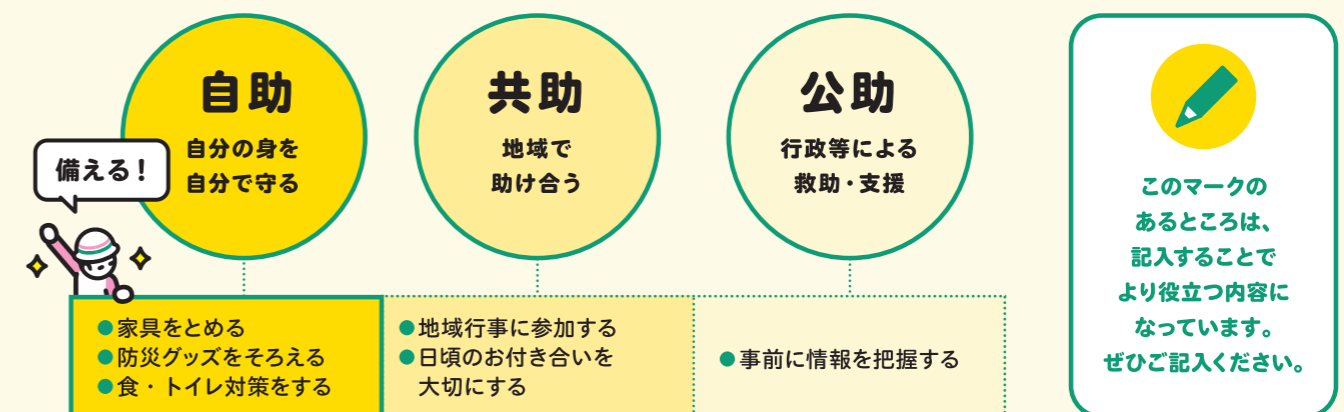 自助
自分の身を
自分で守る
備える！
共助
地域で
助け合う
公助
行政等による
救助・支援
●家具をとめる
●防災グッズをそろえる
●食・トイレ対策をする
●地域行事に参加する
●日頃のお付き合いを
大切にする
●事前に情報を把握する
このマークの
あるところは、
記入することで
より役立つ内容に
なっています。
ぜひご記入ください。